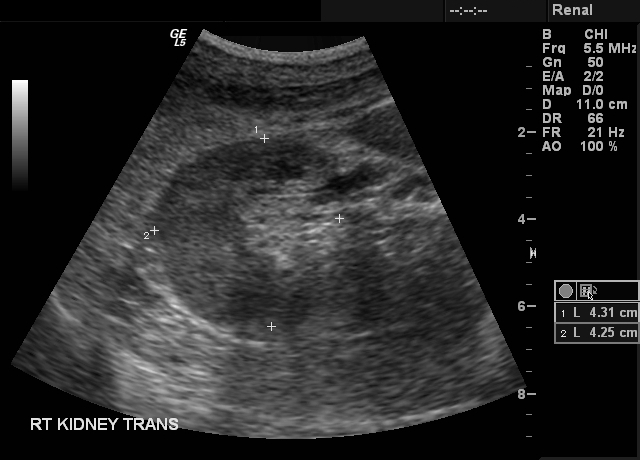 --:--:--
Renal
GE
L5
B CHI
Frq 5.5 MHz
Gn 50
E/A 2/2
Map D/0
D 11.0 cm
DR 66
FR 21 Hz
AO 100 %
1
2
2
4
6
8
1 L 4.31 cm
2 L 4.25 cm
RT KIDNEY TRANS